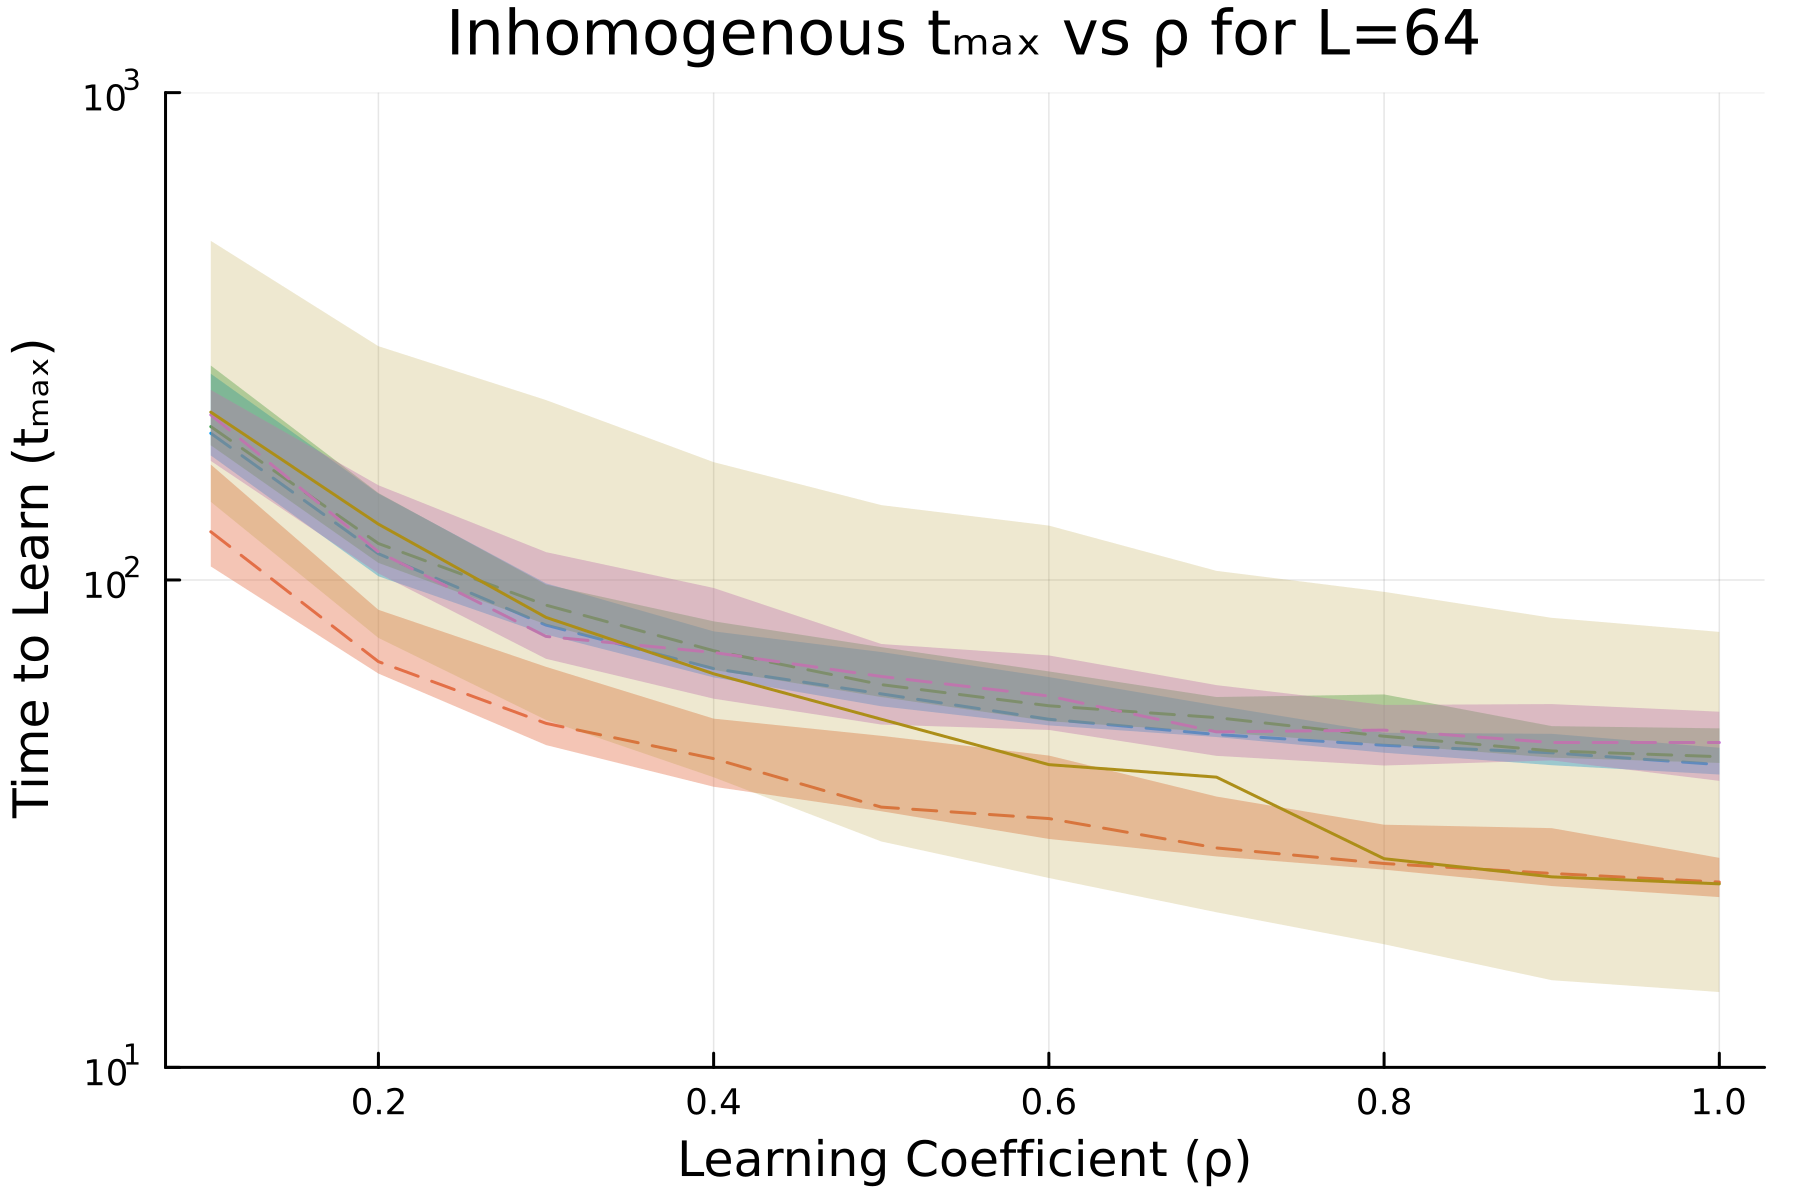 Inhomogenous tₘₐₓ vs ρ for L=64
Time to Learn (tₘₐₓ)
10³
10²
10¹
0.2
0.4
0.6
0.8
1.0
Learning Coefficient (ρ)